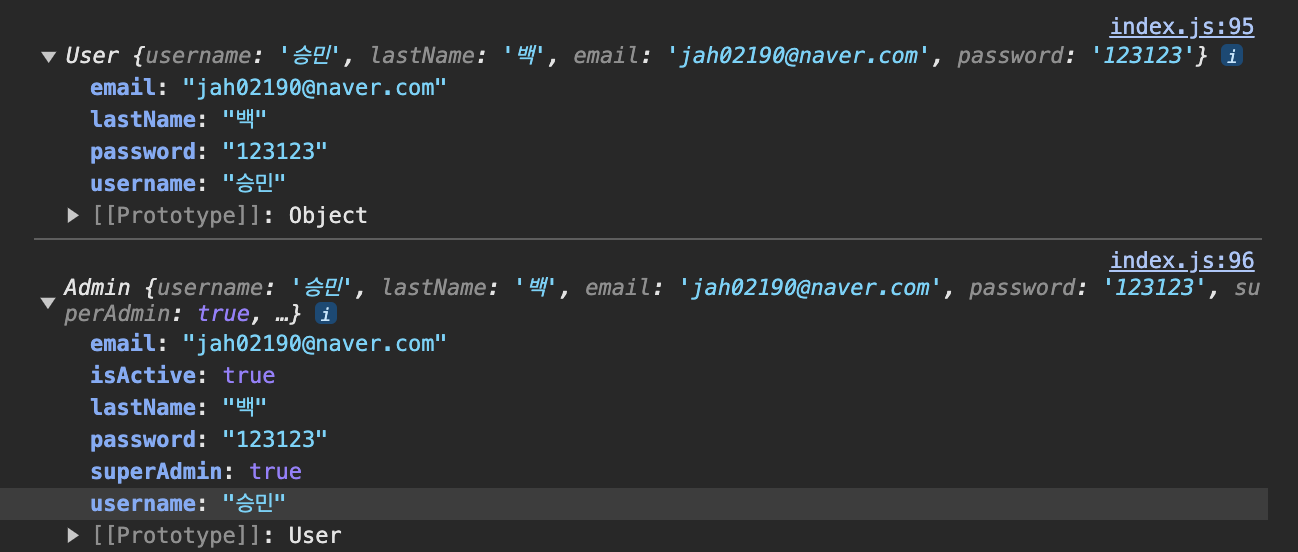 index.js:95
▼ User {username: '승민', lastName: '백', email: 'jah02190@naver.com', password: '123123'} i
email: "jah02190@naver.com"
lastName: "백"
password: "123123"
username: "승민"
▶ [[Prototype]]: Object
index.js:96
▼ Admin {username: '승민', lastName: '백', email: 'jah02190@naver.com', password: '123123', su
perAdmin: true, …} i
email: "jah02190@naver.com"
isActive: true
lastName: "백"
password: "123123"
superAdmin: true
username: "승민"
▶ [[Prototype]]: User